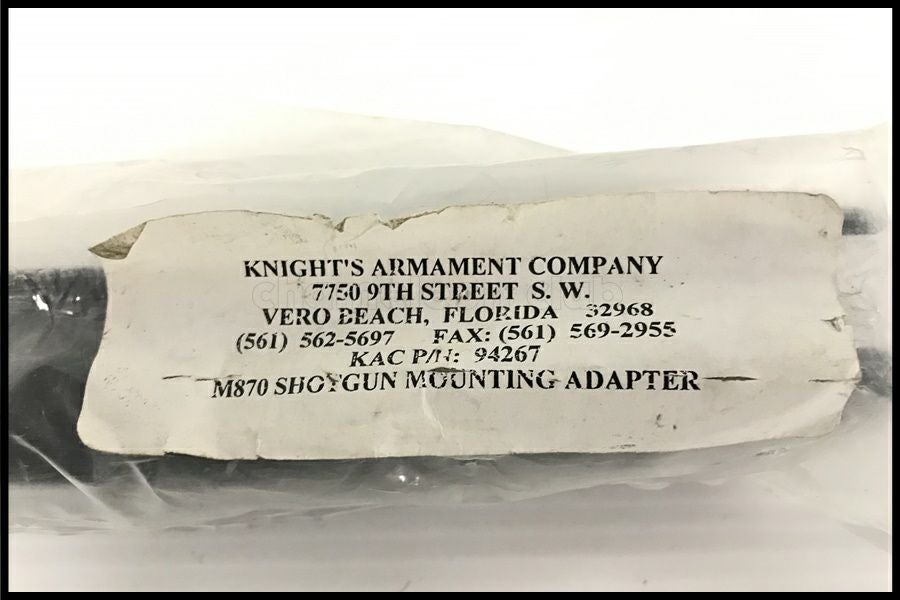 KNIGHT'S ARMAMENT COMPANY
7750 9TH STREET S. W.
VERO BEACH, FLORIDA 32968
(561) 562-5697 FAX: (561) 569-2955
KAC P/N: 94267
M870 SHOTGUN MOUNTING ADAPTER